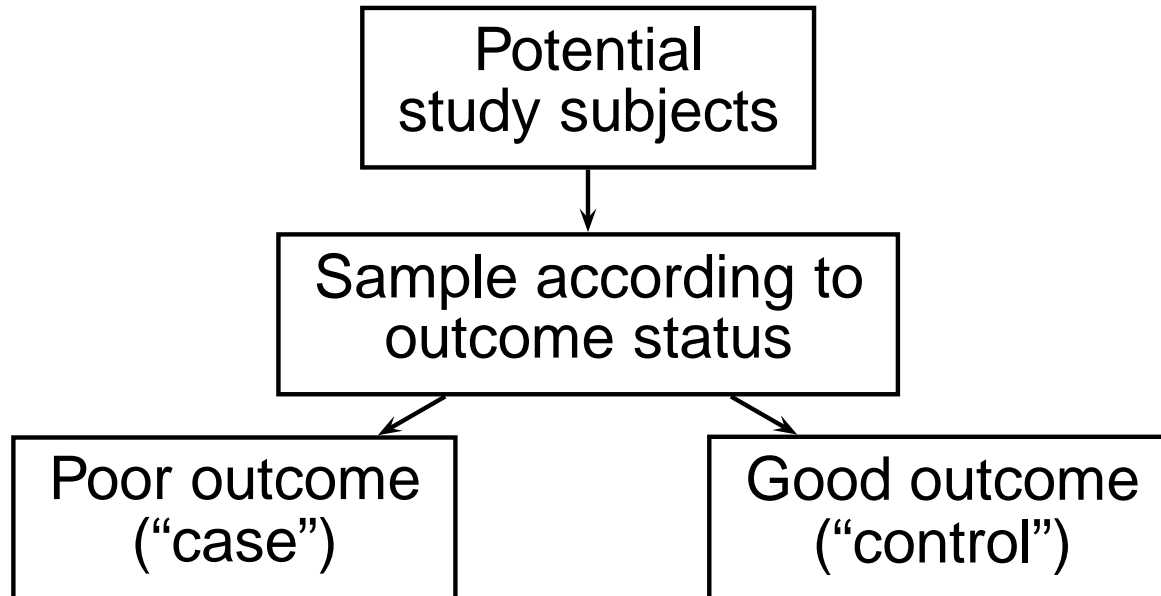 Potential
study subjects
Sample according to
outcome status
Poor outcome
(“case”)
Good outcome
(“control”)